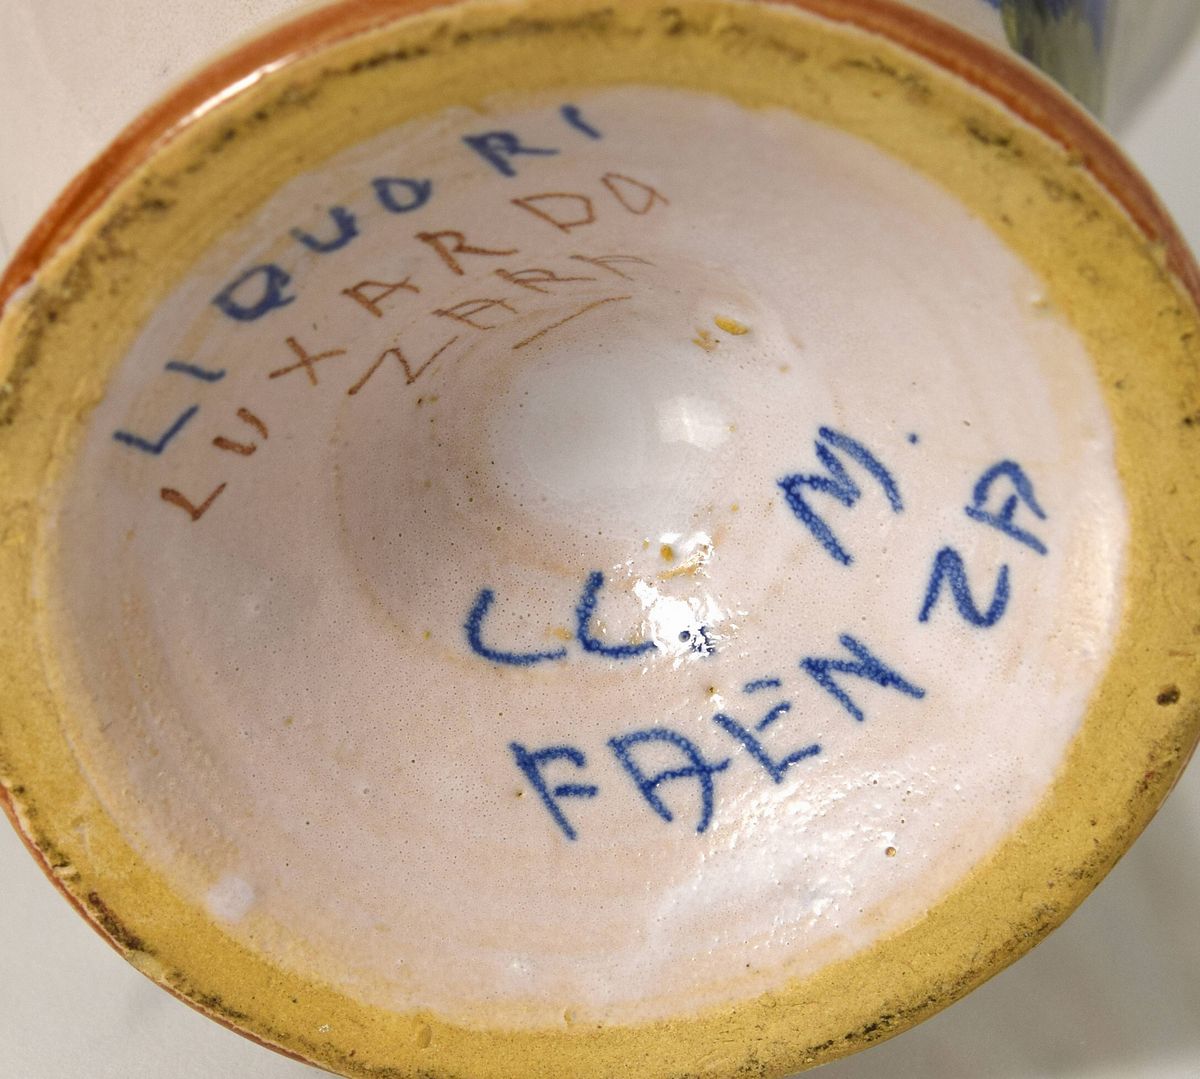 LIQUORI
LUXARDO
ZARA
CC. M.
FAENZA